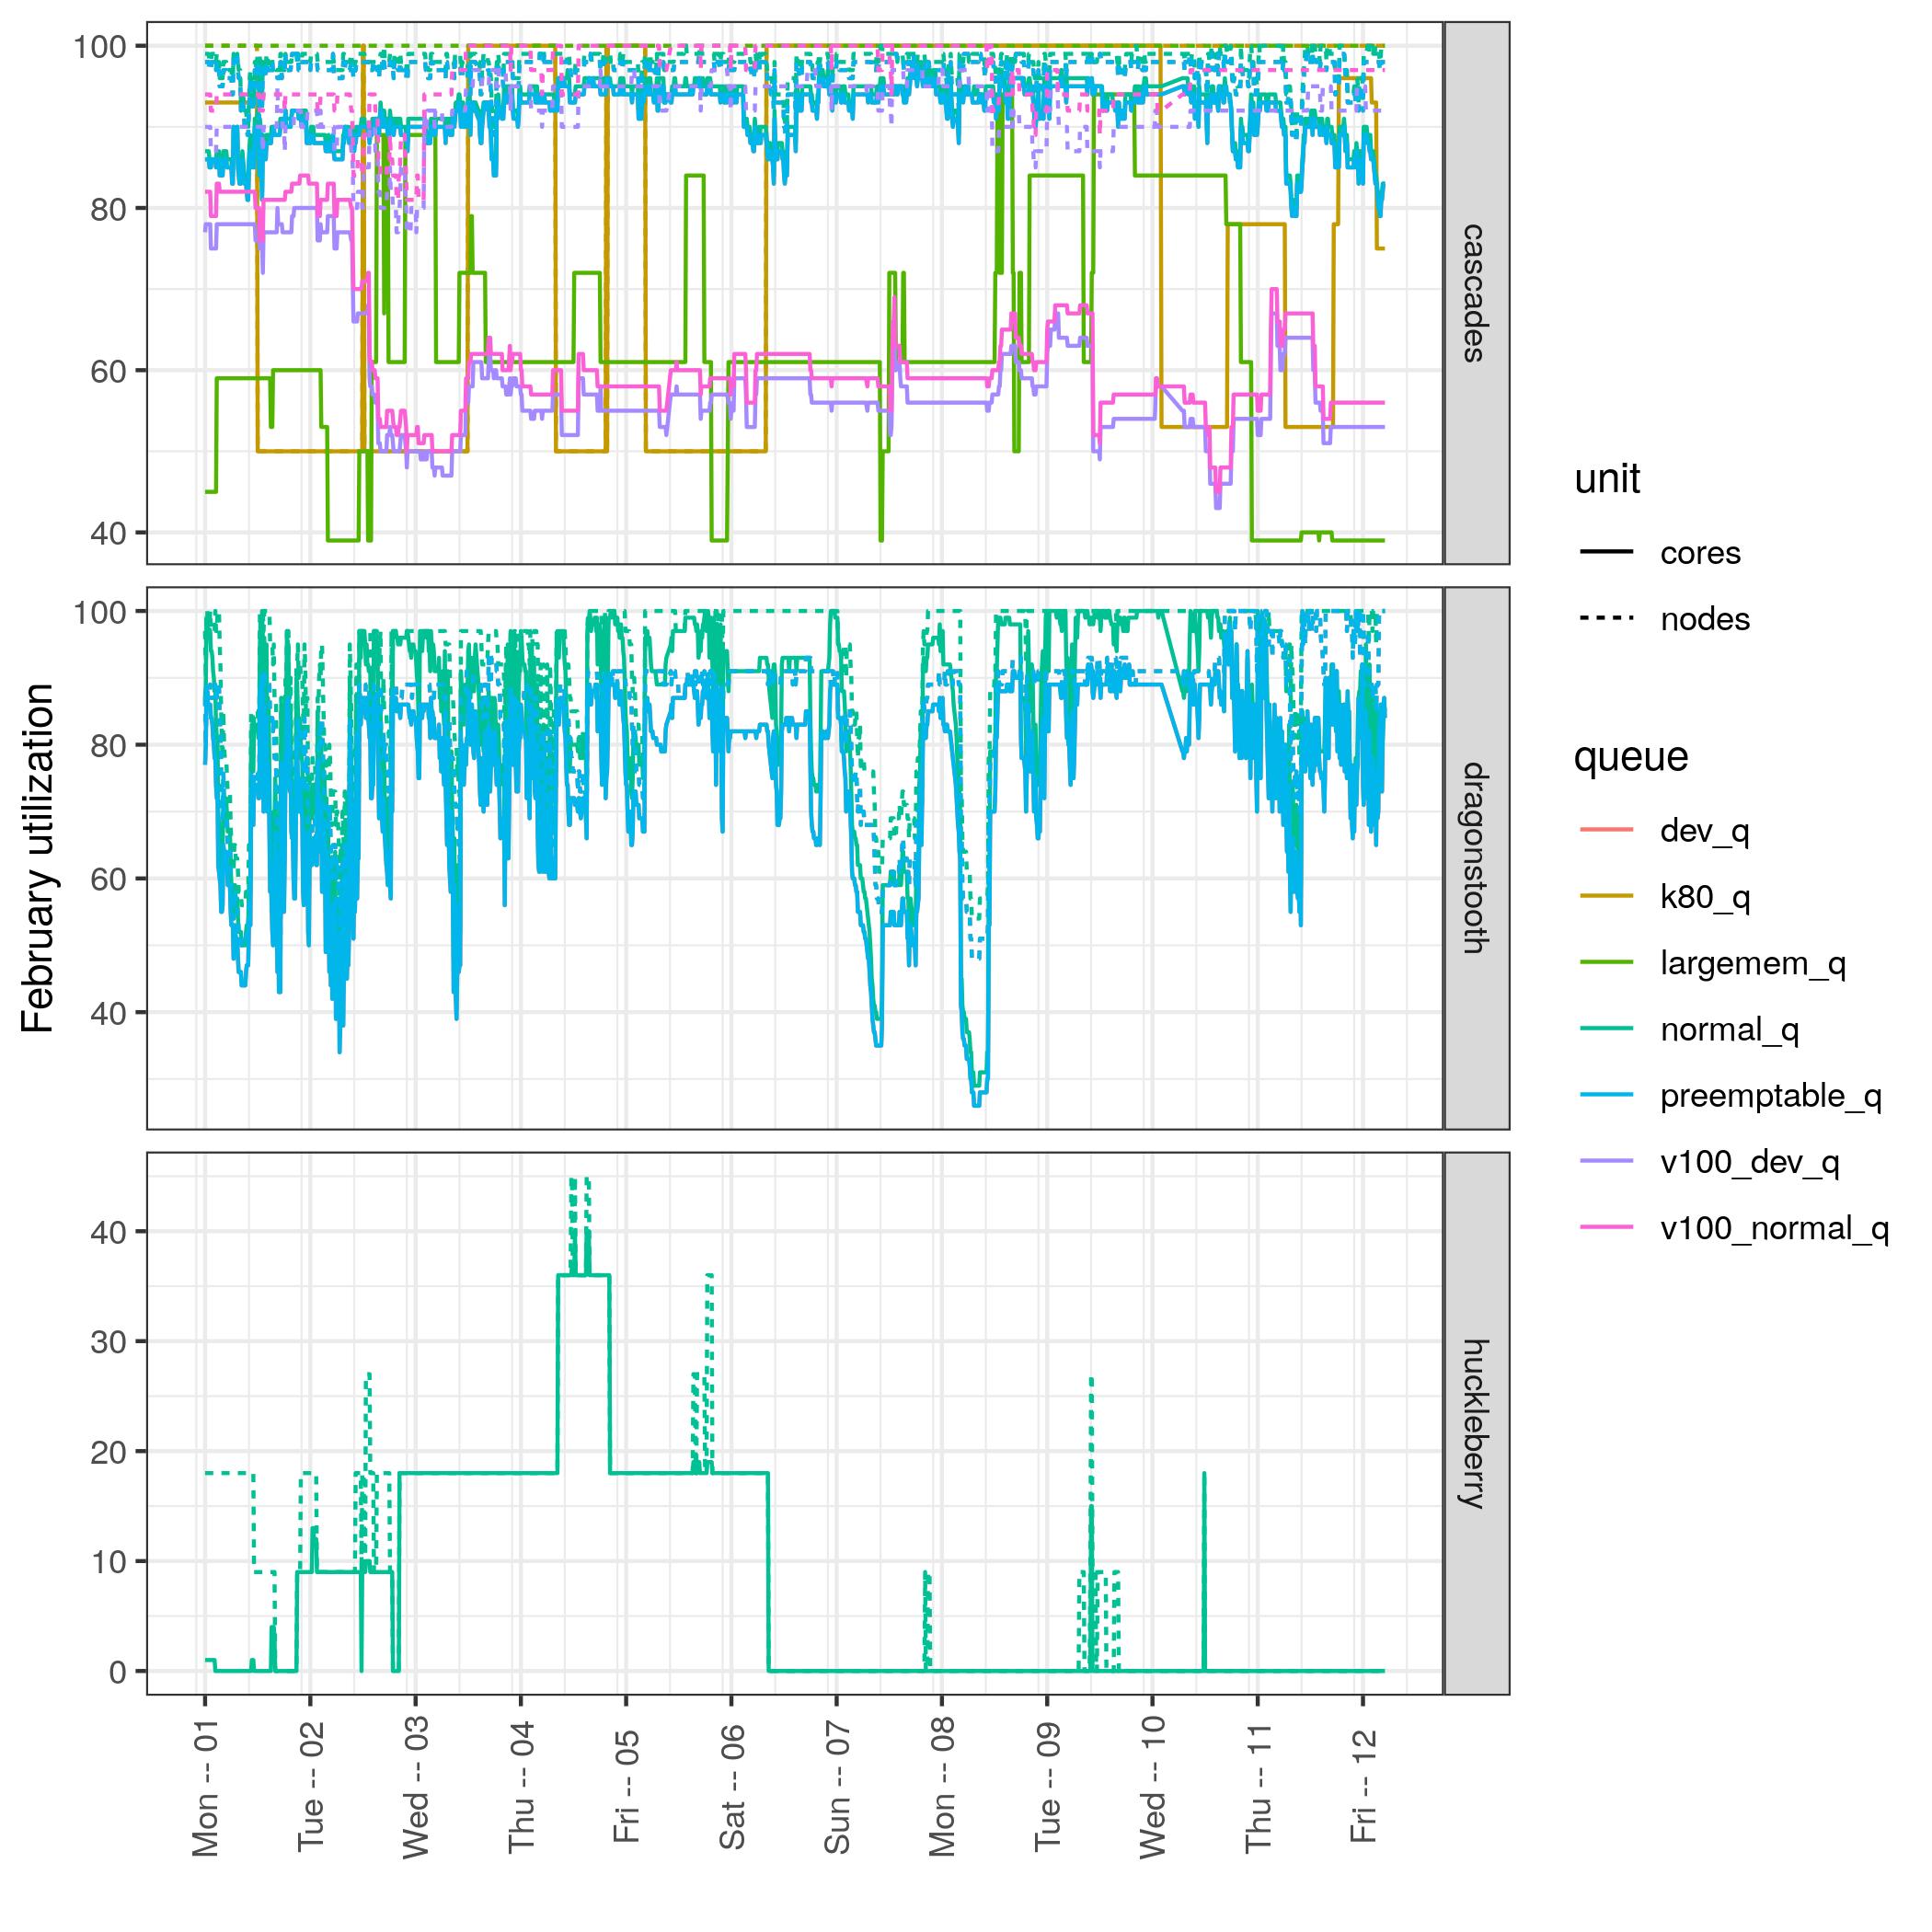 February utilization
100
80
60
40
cascades
100
80
60
40
dragonstooth
40
30
20
10
0
huckleberry
Mon -- 01
Tue -- 02
Wed -- 03
Thu -- 04
Fri -- 05
Sat -- 06
Sun -- 07
Mon -- 08
Tue -- 09
Wed -- 10
Thu -- 11
Fri -- 12
unit
cores
nodes
queue
dev_q
k80_q
largemem_q
normal_q
preemptable_q
v100_dev_q
v100_normal_q